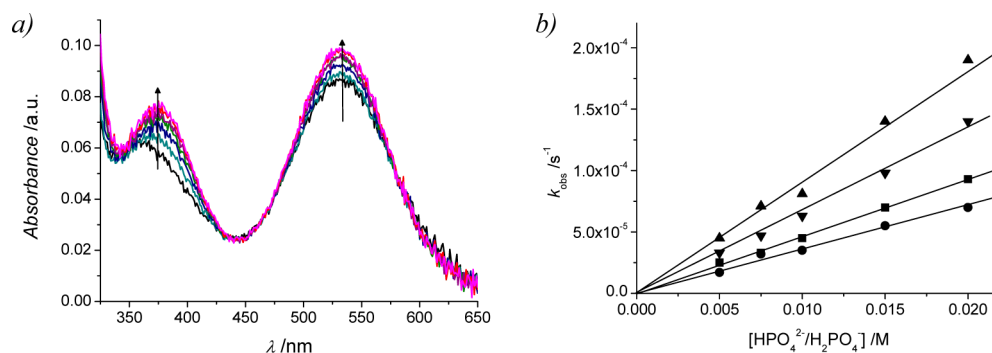 a)
Absorbance /a.u.
0.10
0.08
0.06
0.04
0.02
0.00
350 400 450 500 550 600 650
λ /nm
b)
k_obs /s⁻¹
2.0x10⁻⁴
1.5x10⁻⁴
1.0x10⁻⁴
5.0x10⁻⁵
0.0
0.000 0.005 0.010 0.015 0.020
[HPO₄²⁻/H₂PO₄⁻] /M